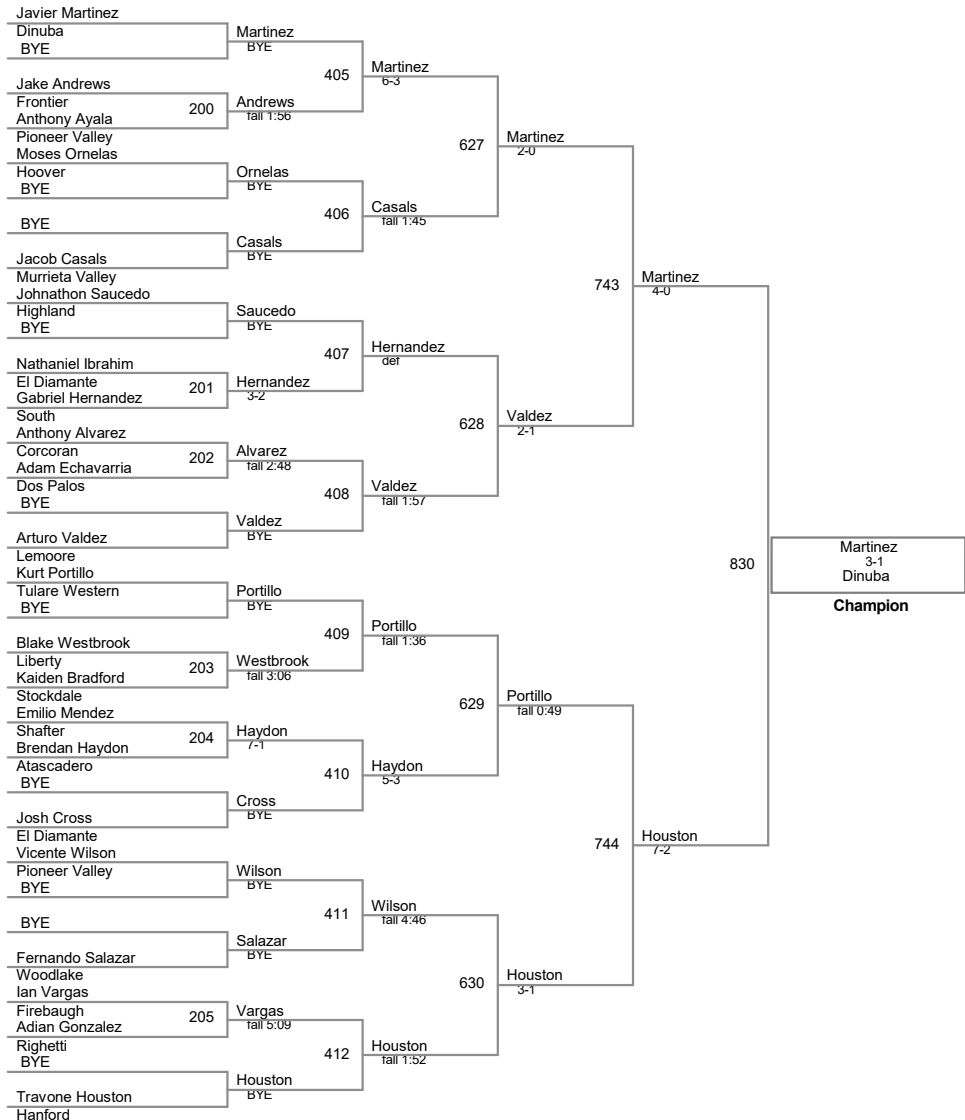 Javier Martinez
Dinuba
BYE
Jake Andrews
Frontier
Anthony Ayala
Pioneer Valley
Moses Ornelas
Hoover
BYE
BYE
Jacob Casals
Murrieta Valley
Johnathon Saucedo
Highland
BYE
Nathaniel Ibrahim
El Diamante
Gabriel Hernandez
South
Anthony Alvarez
Corcoran
Adam Echavarria
Dos Palos
BYE
Arturo Valdez
Lemoore
Kurt Portillo
Tulare Western
BYE
Blake Westbrook
Liberty
Kaiden Bradford
Stockdale
Emilio Mendez
Shafter
Brendan Haydon
Atascadero
BYE
Josh Cross
El Diamante
Vicente Wilson
Pioneer Valley
BYE
BYE
Fernando Salazar
Woodlake
Ian Vargas
Firebaugh
Adian Gonzalez
Righetti
BYE
Travone Houston
Hanford
200
201
202
203
204
205
Martinez
BYE
Andrews
fall 1:56
Ornelas
BYE
Casals
BYE
Saucedo
BYE
Hernandez
3-2
Alvarez
fall 2:48
Valdez
BYE
Portillo
BYE
Westbrook
fall 3:06
Haydon
7-1
Cross
BYE
Wilson
BYE
Salazar
BYE
Vargas
fall 5:09
Houston
BYE
405
406
407
408
409
410
411
412
Martinez
6-3
Casals
fall 1:45
Hernandez
def
Valdez
fall 1:57
Portillo
fall 1:36
Haydon
5-3
Wilson
fall 4:46
Houston
fall 1:52
627
628
629
630
Martinez
2-0
Valdez
2-1
Portillo
fall 0:49
Houston
3-1
743
744
Martinez
4-0
Houston
7-2
830
Martinez
3-1
Dinuba
Champion